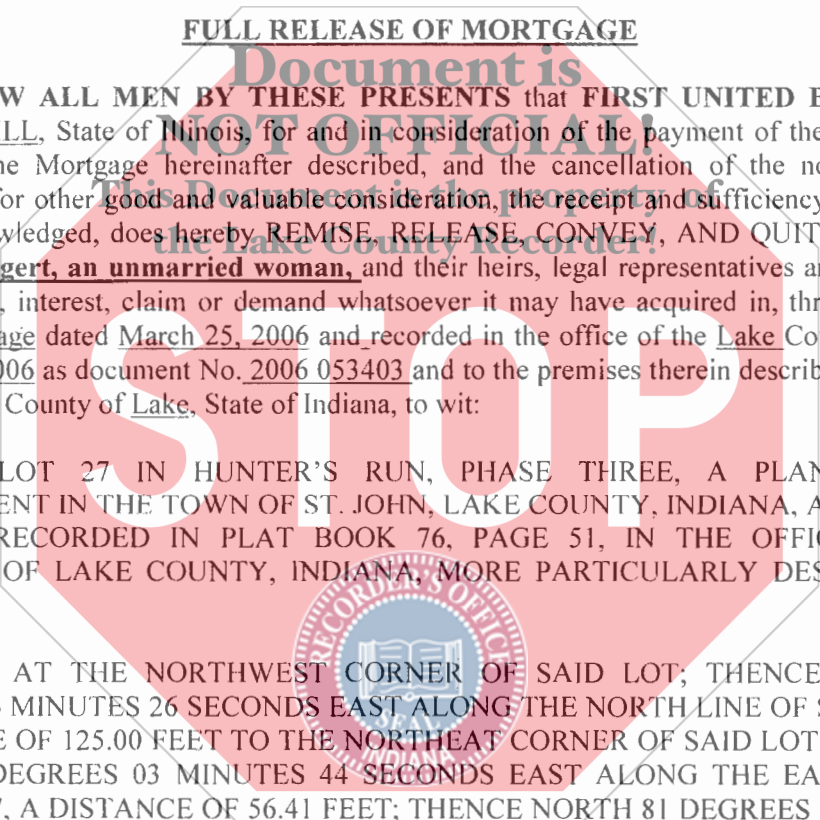 FULL RELEASE OF MORTGAGE
Document is
W ALL MEN BY THESE PRESENTS that FIRST UNITED B
NOT OFFICIAL!
ILL, State of Illinois, for and in consideration of the payment of the
ne Mortgage hereinafter described, and the cancellation of the no
This Document is the property of
for other good and valuable consideration, the receipt and sufficiency
the Lake County Recorder!
wledged, does hereby REMISE, RELEASE, CONVEY, AND QUIT
gert, an unmarried woman, and their heirs, legal representatives a
, interest, claim or demand whatsoever it may have acquired in, thr
age dated March 25, 2006 and recorded in the office of the Lake Co
006 as document No. 2006 053403 and to the premises therein describ
County of Lake, State of Indiana, to wit:
STOP
LOT 27 IN HUNTER'S RUN, PHASE THREE, A PLAN
ENT IN THE TOWN OF ST. JOHN, LAKE COUNTY, INDIANA, A
RECORDED IN PLAT BOOK 76, PAGE 51, IN THE OFFI
OF LAKE COUNTY, INDIANA, MORE PARTICULARLY DES
RECORDER'S OFFICE
SEAL
INDIANA
AT THE NORTHWEST CORNER OF SAID LOT; THENCE
MINUTES 26 SECONDS EAST ALONG THE NORTH LINE OF S
E OF 125.00 FEET TO THE NORTHEAT CORNER OF SAID LOT
DEGREES 03 MINUTES 44 SECONDS EAST ALONG THE EA
, A DISTANCE OF 56.41 FEET; THENCE NORTH 81 DEGREES